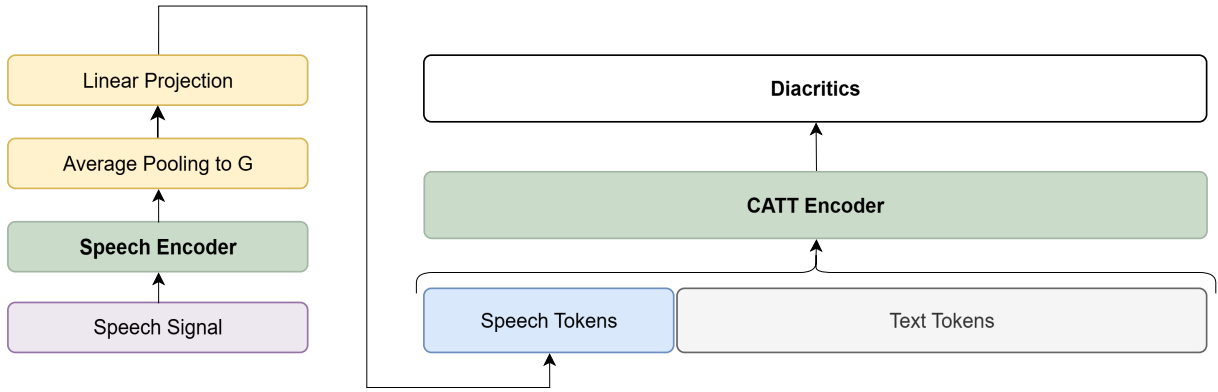 Linear Projection
Average Pooling to G
Speech Encoder
Speech Signal
Diacritics
CATT Encoder
Speech Tokens
Text Tokens